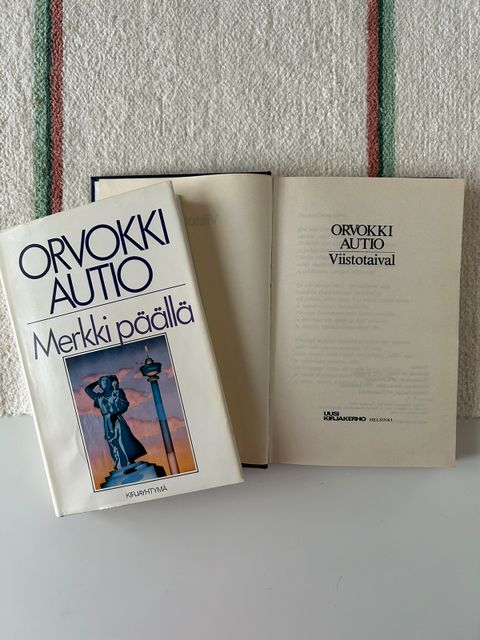 ORVOKKI
AUTIO
Merkki päällä
KIRJAYHTYMÄ
ORVOKKI
AUTIO
Viistotaival
UUSI
KIRJAKERHO HELSINKI